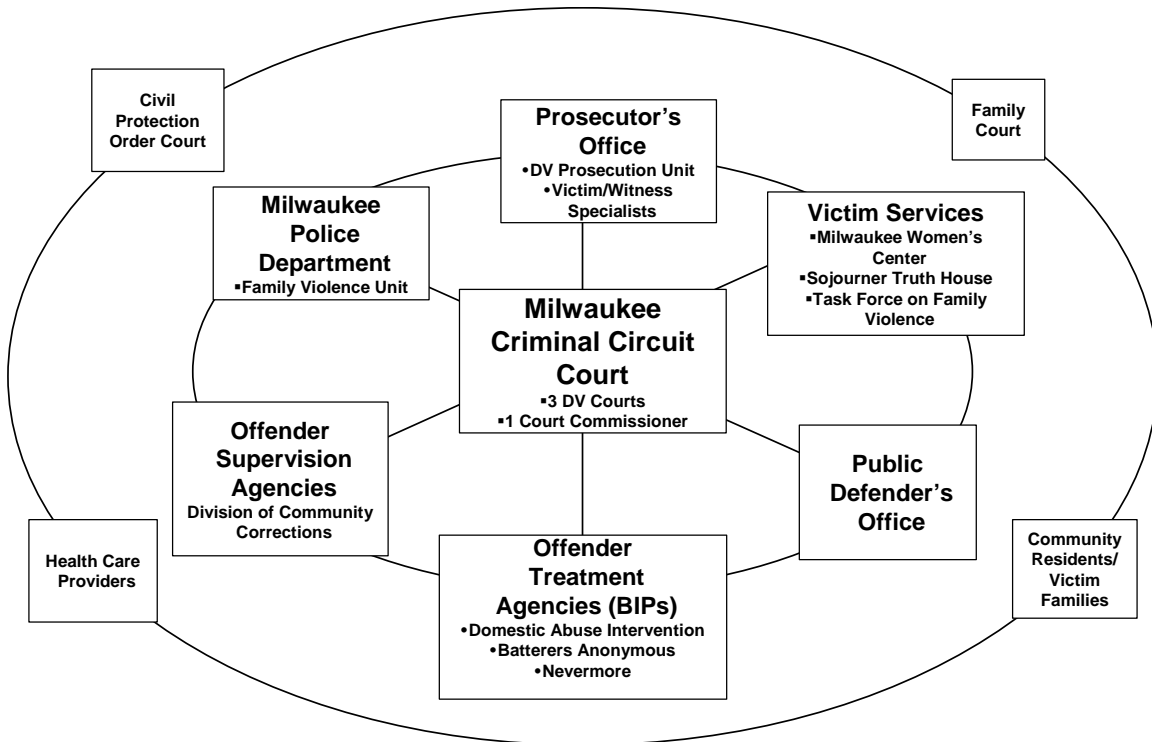 Civil
Protection
Order Court
Family
Court
Prosecutor’s
Office
•DV Prosecution Unit
•Victim/Witness
Specialists
Milwaukee
Police
Department
▪Family Violence Unit
Victim Services
▪Milwaukee Women’s
Center
▪Sojourner Truth House
▪Task Force on Family
Violence
Milwaukee
Criminal Circuit
Court
▪3 DV Courts
▪1 Court Commissioner
Offender
Supervision
Agencies
Division of Community
Corrections
Public
Defender’s
Office
Health Care
Providers
Offender
Treatment
Agencies (BIPs)
•Domestic Abuse Intervention
•Batterers Anonymous
•Nevermore
Community
Residents/
Victim
Families